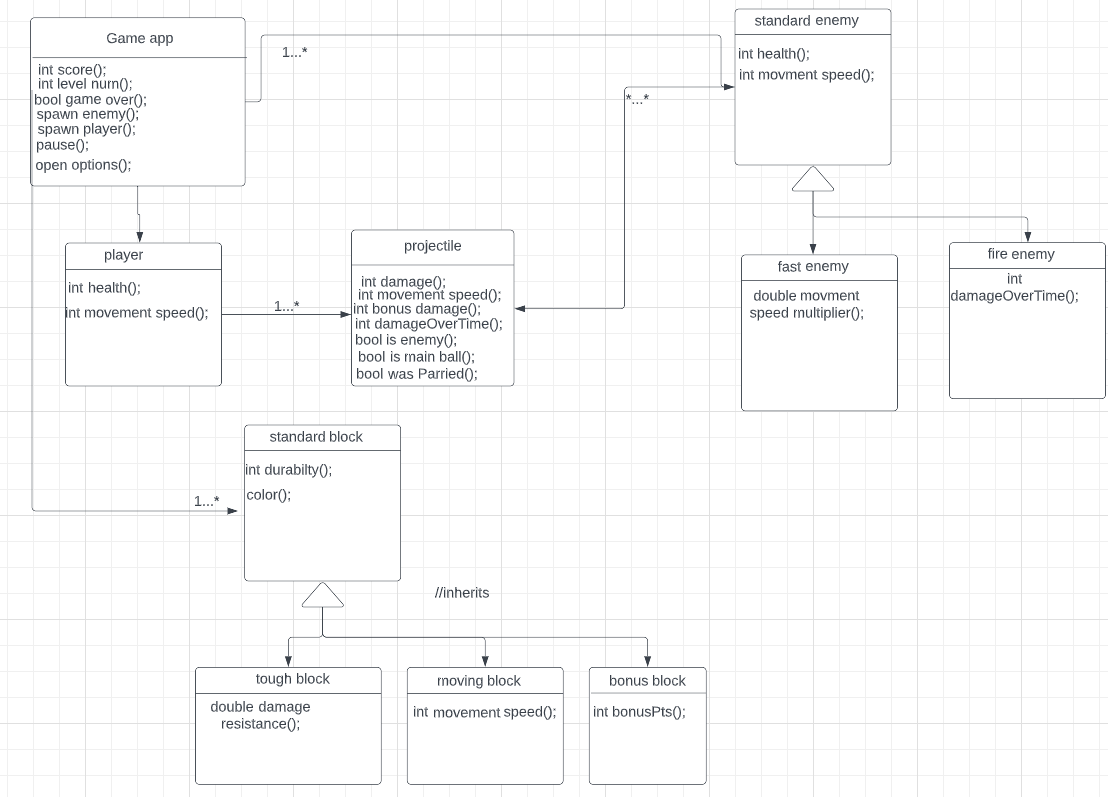 Game app
int score();
int level nurn();
bool game over();
spawn enemy();
spawn player();
pause();
open options();
1...*
standard enemy
int health();
int movment speed();
*...*
player
int health();
int movement speed();
1...*
projectile
int damage();
int movement speed();
int bonus damage();
int damageOverTime();
bool is enemy();
bool is main ball();
bool was Parried();
fast enemy
double movment
speed multiplier();
fire enemy
int
damageOverTime();
standard block
int durabilty();
color();
1...*
//inherits
tough block
double damage
resistance();
moving block
int movement speed();
bonus block
int bonusPts();